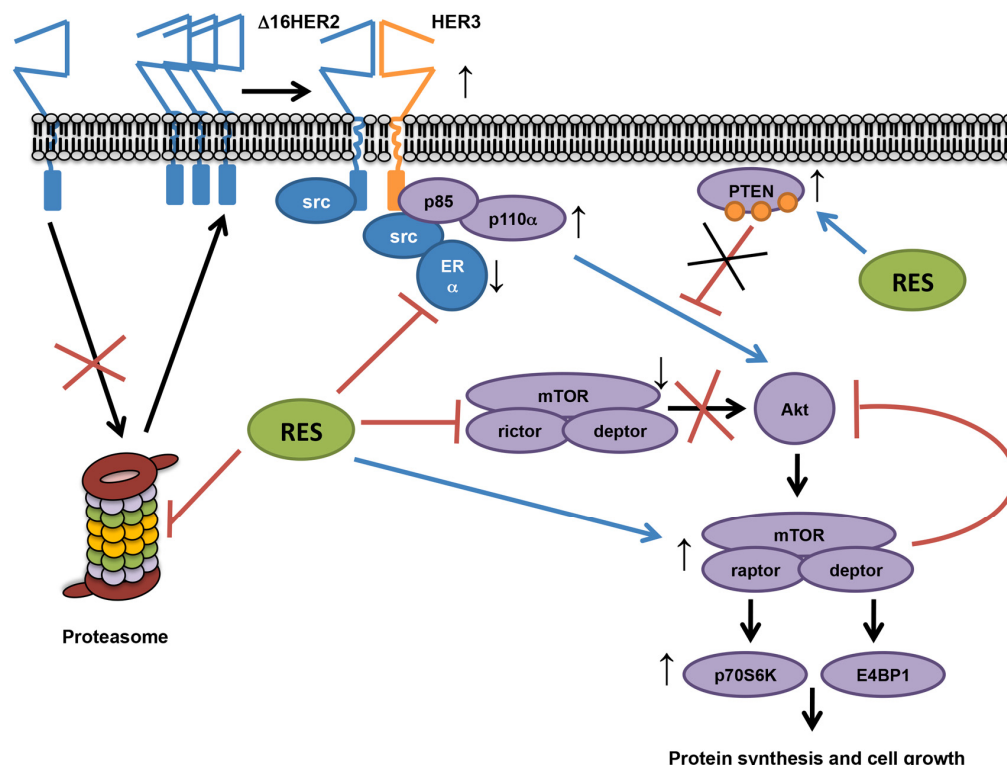 Δ16HER2
HER3
src
p85
p110α
src
ER
α
PTEN
RES
RES
mTOR
rictor
deptor
Akt
mTOR
raptor
deptor
Proteasome
p70S6K
E4BP1
Protein synthesis and cell growth